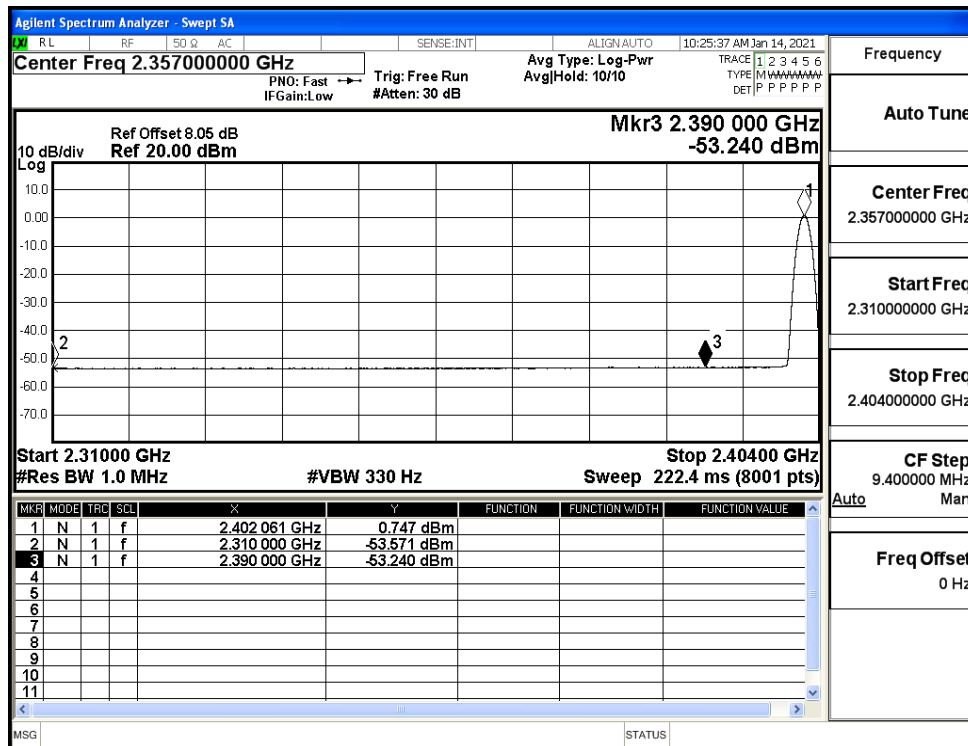 Agilent Spectrum Analyzer - Swept SA
LXI RL RF 50 Ω AC SENSE:INT ALIGN AUTO 10:25:37 AM Jan 14, 2021
Center Freq 2.357000000 GHz
PNO: Fast
IFGain:Low
Trig: Free Run
#Atten: 30 dB
Avg Type: Log-Pwr
Avg|Hold: 10/10
TRACE 1 2 3 4 5 6
TYPE M WWWWW
DET P P P P P P
Mkr3 2.390 000 GHz
-53.240 dBm
Ref Offset 8.05 dB
10 dB/div Ref 20.00 dBm
Log
10.0
0.00
-10.0
-20.0
-30.0
-40.0
-50.0
-60.0
-70.0
1
2
3
Start 2.31000 GHz Stop 2.40400 GHz
#Res BW 1.0 MHz #VBW 330 Hz Sweep 222.4 ms (8001 pts)
MKR MODE TRC SCL X Y FUNCTION FUNCTION WIDTH FUNCTION VALUE
1 N 1 f 2.402 061 GHz 0.747 dBm
2 N 1 f 2.310 000 GHz -53.571 dBm
3 N 1 f 2.390 000 GHz -53.240 dBm
4
5
6
7
8
9
10
11
MSG STATUS
Frequency
Auto Tune
Center Freq
2.357000000 GHz
Start Freq
2.310000000 GHz
Stop Freq
2.404000000 GHz
CF Step
9.400000 MHz
Auto Man
Freq Offset
0 Hz